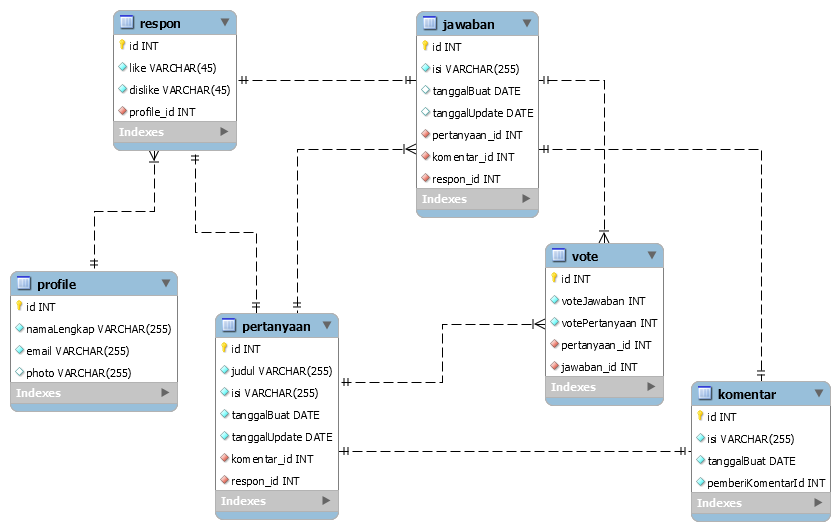 respon
id INT
like VARCHAR(45)
dislike VARCHAR(45)
profile_id INT
Indexes
jawaban
id INT
isi VARCHAR(255)
tanggalBuat DATE
tanggalUpdate DATE
pertanyaan_id INT
komentar_id INT
respon_id INT
Indexes
profile
id INT
namaLengkap VARCHAR(255)
email VARCHAR(255)
photo VARCHAR(255)
Indexes
pertanyaan
id INT
judul VARCHAR(255)
isi VARCHAR(255)
tanggalBuat DATE
tanggalUpdate DATE
komentar_id INT
respon_id INT
Indexes
vote
id INT
voteJawaban INT
votePertanyaan INT
pertanyaan_id INT
jawaban_id INT
Indexes
komentar
id INT
isi VARCHAR(255)
tanggalBuat DATE
pemberiKomentarId INT
Indexes